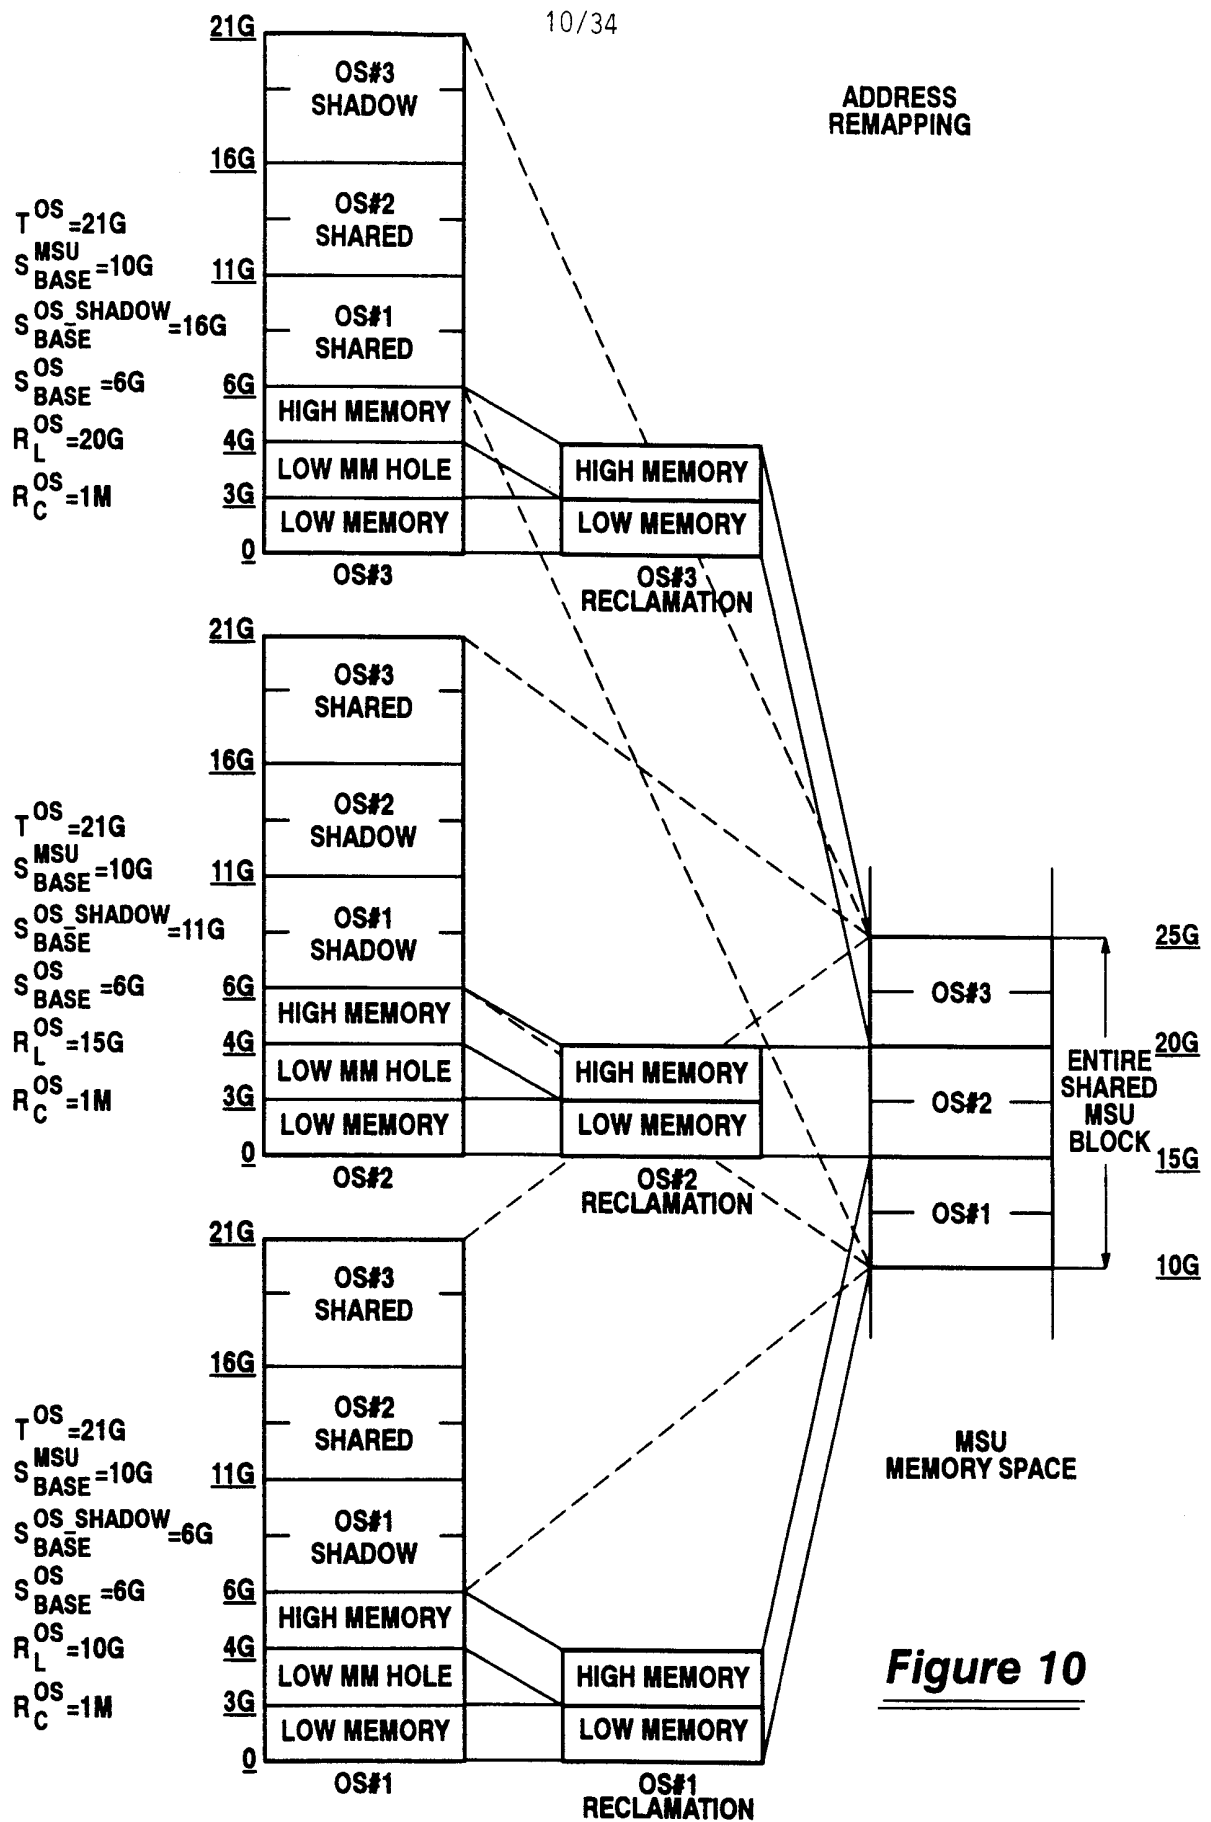 10/34
ADDRESS
REMAPPING
21G
OS#3
SHADOW
16G
OS#2
SHARED
11G
OS#1
SHARED
6G
HIGH MEMORY
4G
LOW MM HOLE
3G
LOW MEMORY
0
OS#3
T OS =21G
S MSU BASE =10G
S OS_SHADOW BASE =16G
S OS BASE =6G
R OS L =20G
R OS C =1M
HIGH MEMORY
LOW MEMORY
OS#3
RECLAMATION
21G
OS#3
SHARED
16G
OS#2
SHADOW
11G
OS#1
SHADOW
6G
HIGH MEMORY
4G
LOW MM HOLE
3G
LOW MEMORY
0
OS#2
T OS =21G
S MSU BASE =10G
S OS_SHADOW BASE =11G
S OS BASE =6G
R OS L =15G
R OS C =1M
HIGH MEMORY
LOW MEMORY
OS#2
RECLAMATION
25G
OS#3
20G
ENTIRE
SHARED
MSU
BLOCK
OS#2
15G
OS#1
10G
MSU
MEMORY SPACE
21G
OS#3
SHARED
16G
OS#2
SHARED
11G
OS#1
SHADOW
6G
HIGH MEMORY
4G
LOW MM HOLE
3G
LOW MEMORY
0
OS#1
T OS =21G
S MSU BASE =10G
S OS_SHADOW BASE =6G
S OS BASE =6G
R OS L =10G
R OS C =1M
HIGH MEMORY
LOW MEMORY
OS#1
RECLAMATION
Figure 10